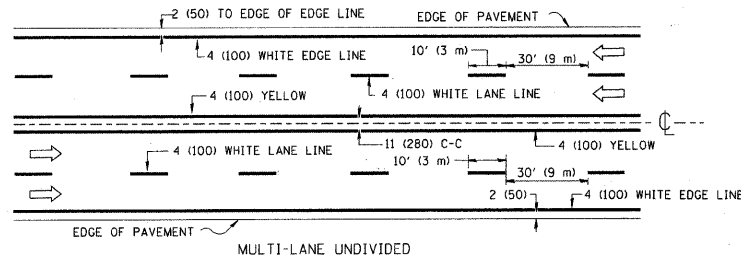 2 (50) TO EDGE OF EDGE LINE
EDGE OF PAVEMENT
4 (100) WHITE EDGE LINE
10' (3 m)
30' (9 m)
4 (100) YELLOW
4 (100) WHITE LANE LINE
℄
4 (100) WHITE LANE LINE
11 (280) C-C
4 (100) YELLOW
10' (3 m)
30' (9 m)
2 (50)
4 (100) WHITE EDGE LINE
EDGE OF PAVEMENT
MULTI-LANE UNDIVIDED